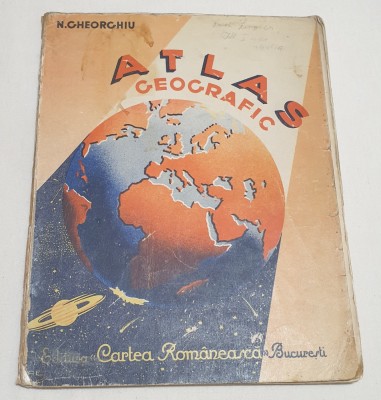 N. GHEORGHIU
ATLAS
GEOGRAFIC
Editura „Cartea Românească” București